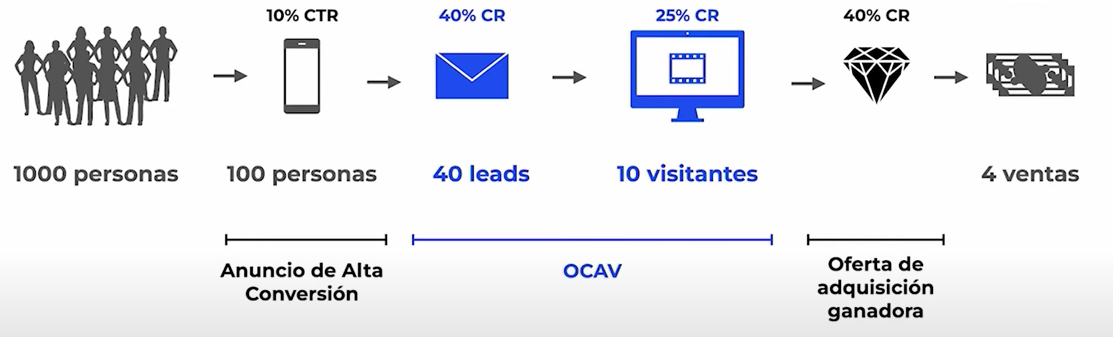 10% CTR
40% CR
25% CR
40% CR
1000 personas
100 personas
40 leads
10 visitantes
4 ventas
Anuncio de Alta
Conversión
OCAV
Oferta de
adquisición
ganadora